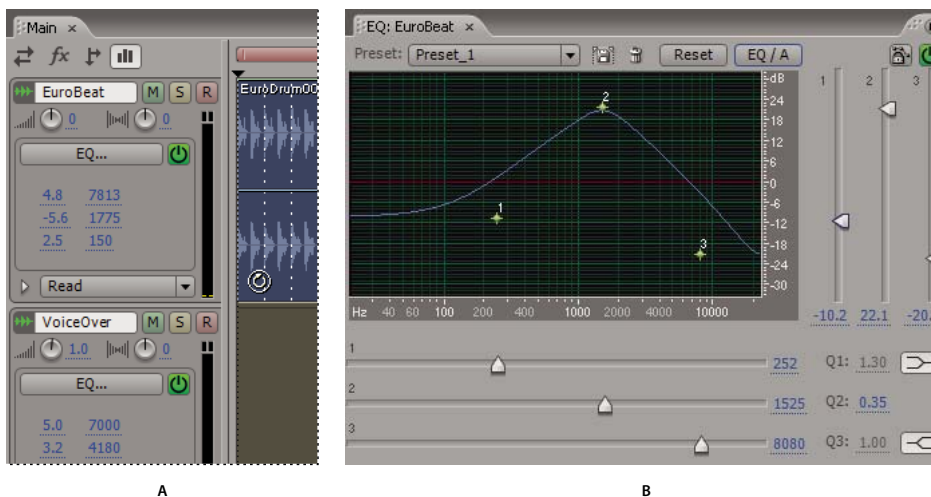 Main ×
fx
EuroBeat M S R
0 0
EQ...
4.8 7813
-5.6 1775
2.5 150
Read
VoiceOver M S R
1.0 0
EQ...
5.0 7000
3.2 4180
A
EQ: EuroBeat ×
Preset: Preset_1 Reset EQ / A
dB
24
18
12
6
0
-6
-12
-18
-24
-30
1 2 3
1
2
3
Hz 40 60 100 200 400 1000 2000 4000 10000
-10.2 22.1
1
252 Q1: 1.30
2
1525 Q2: 0.35
3
8080 Q3: 1.00
B